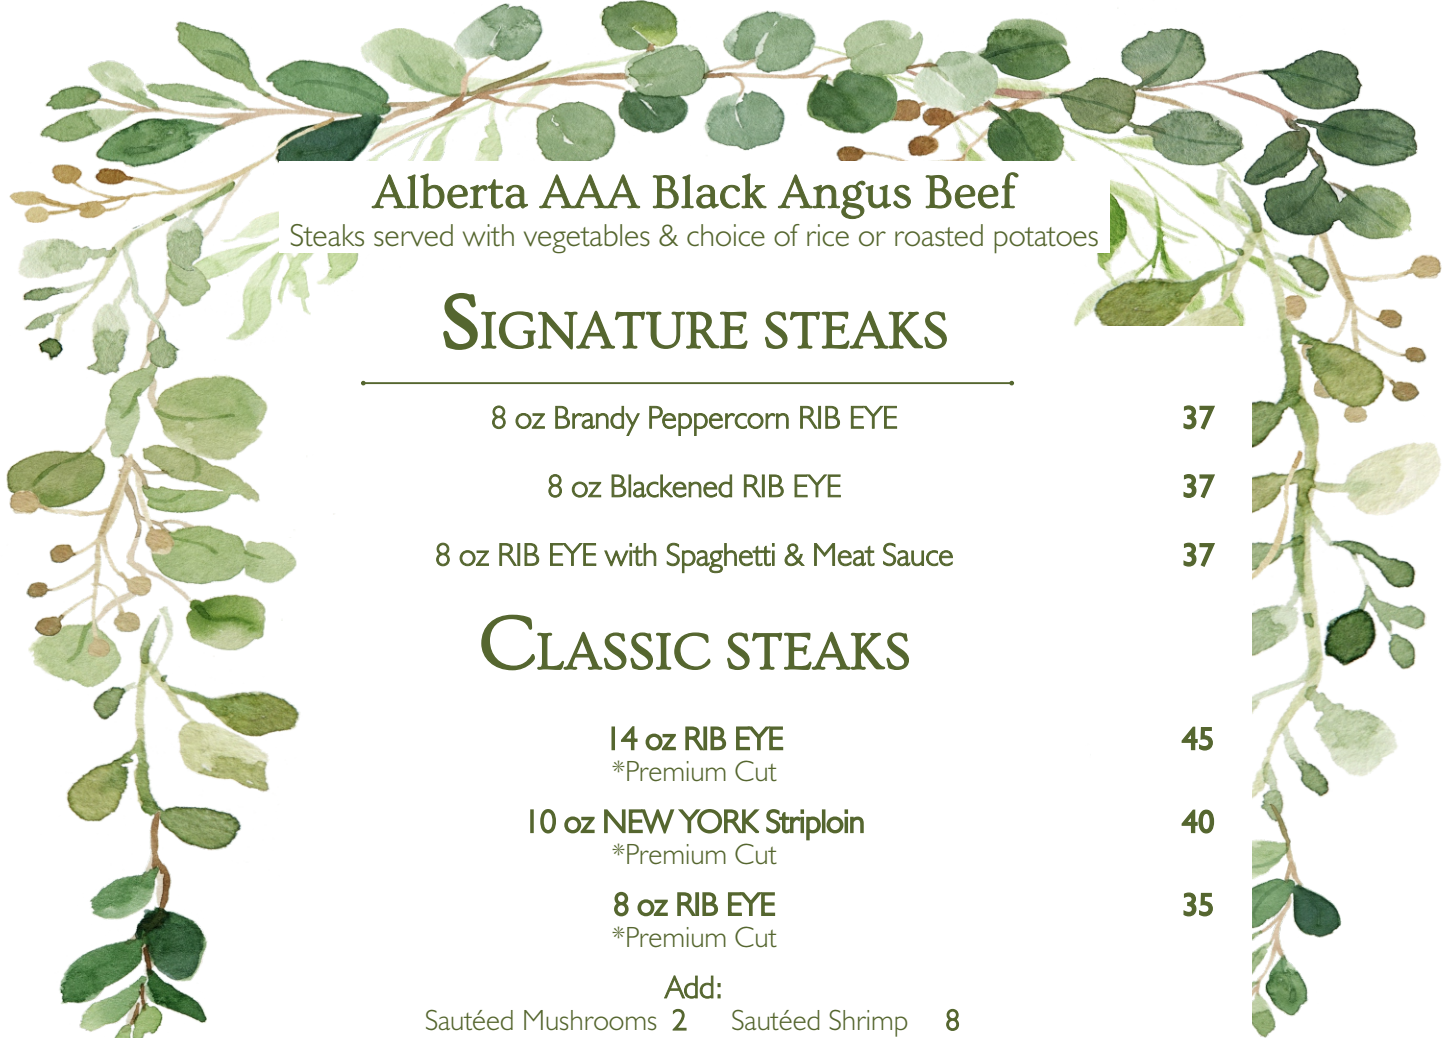 Alberta AAA Black Angus Beef
Steaks served with vegetables & choice of rice or roasted potatoes
SIGNATURE STEAKS
8 oz Brandy Peppercorn RIB EYE 37
8 oz Blackened RIB EYE 37
8 oz RIB EYE with Spaghetti & Meat Sauce 37
CLASSIC STEAKS
14 oz RIB EYE 45
*Premium Cut
10 oz NEW YORK Striploin 40
*Premium Cut
8 oz RIB EYE 35
*Premium Cut
Add:
Sautéed Mushrooms 2 Sautéed Shrimp 8